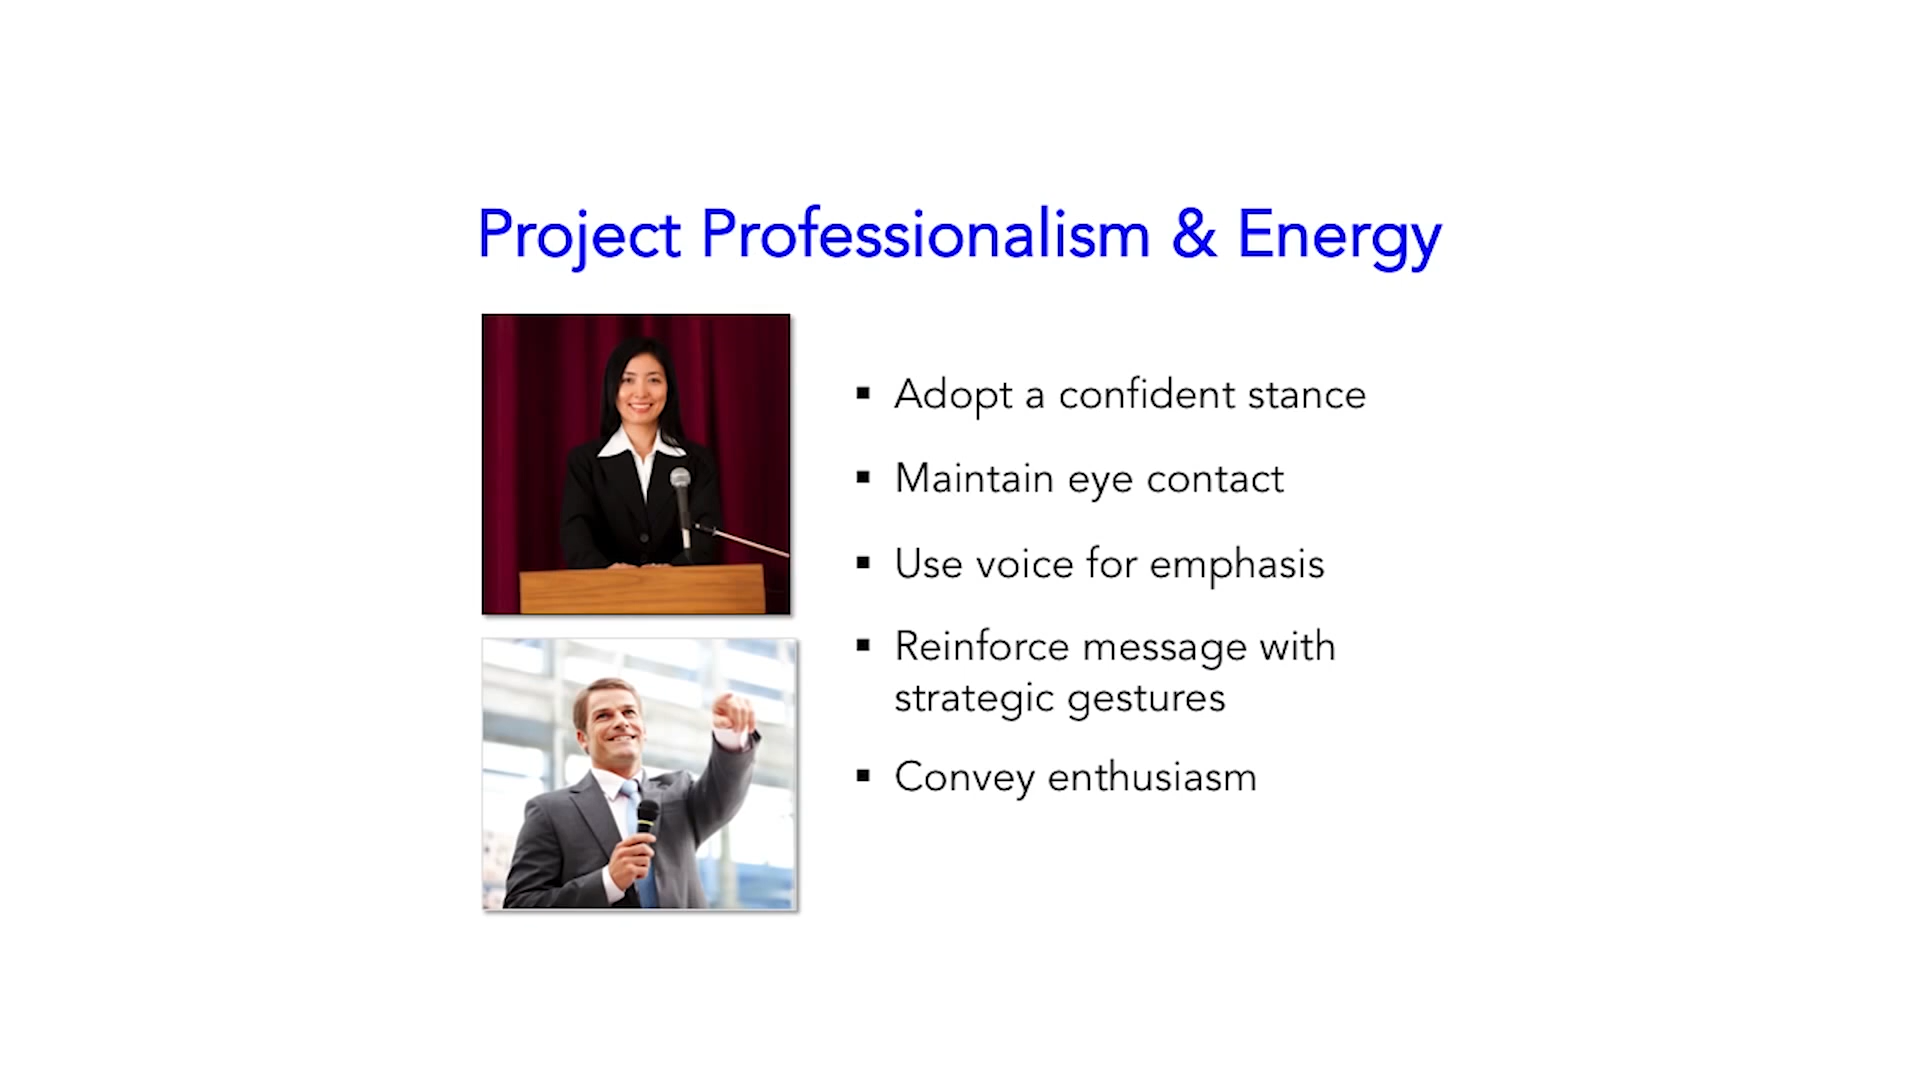 Project Professionalism & Energy
▪ Adopt a confident stance
▪ Maintain eye contact
▪ Use voice for emphasis
▪ Reinforce message with
strategic gestures
▪ Convey enthusiasm